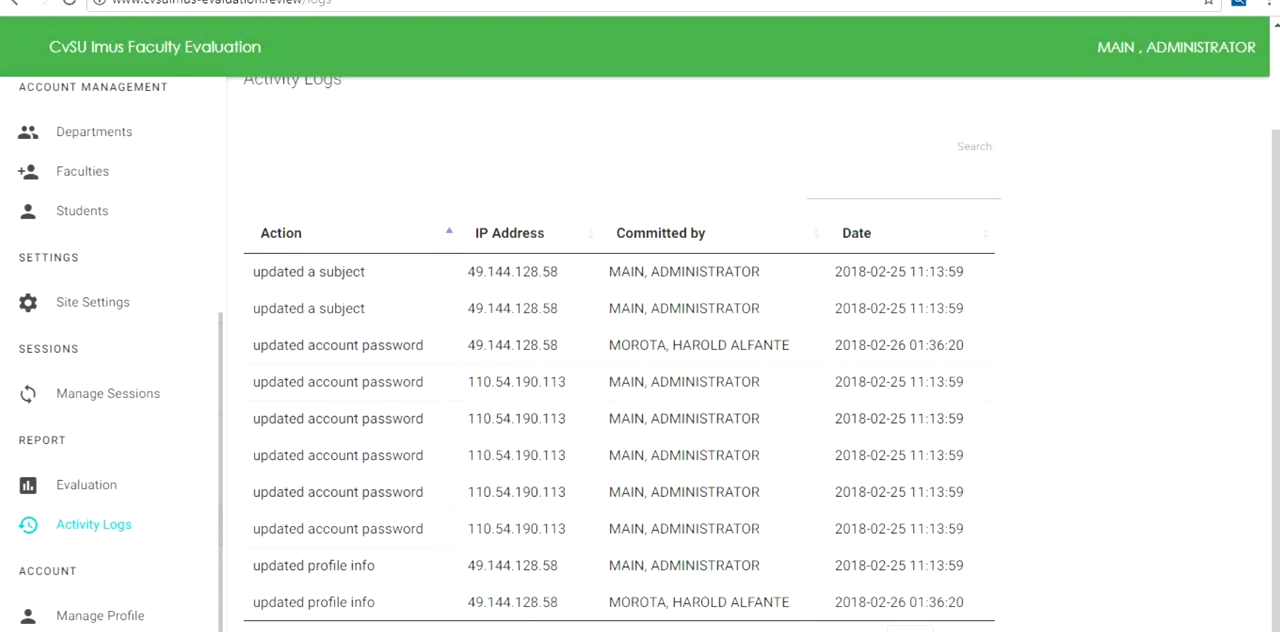 www.cvsuimus-evaluation.review/logs
CvSU Imus Faculty Evaluation
MAIN , ADMINISTRATOR
ACCOUNT MANAGEMENT
Departments
Faculties
Students
SETTINGS
Site Settings
SESSIONS
Manage Sessions
REPORT
Evaluation
Activity Logs
ACCOUNT
Manage Profile
Activity Logs
Search:
Action IP Address Committed by Date
updated a subject 49.144.128.58 MAIN, ADMINISTRATOR 2018-02-25 11:13:59
updated a subject 49.144.128.58 MAIN, ADMINISTRATOR 2018-02-25 11:13:59
updated account password 49.144.128.58 MOROTA, HAROLD ALFANTE 2018-02-26 01:36:20
updated account password 110.54.190.113 MAIN, ADMINISTRATOR 2018-02-25 11:13:59
updated account password 110.54.190.113 MAIN, ADMINISTRATOR 2018-02-25 11:13:59
updated account password 110.54.190.113 MAIN, ADMINISTRATOR 2018-02-25 11:13:59
updated account password 110.54.190.113 MAIN, ADMINISTRATOR 2018-02-25 11:13:59
updated account password 110.54.190.113 MAIN, ADMINISTRATOR 2018-02-25 11:13:59
updated profile info 49.144.128.58 MAIN, ADMINISTRATOR 2018-02-25 11:13:59
updated profile info 49.144.128.58 MOROTA, HAROLD ALFANTE 2018-02-26 01:36:20